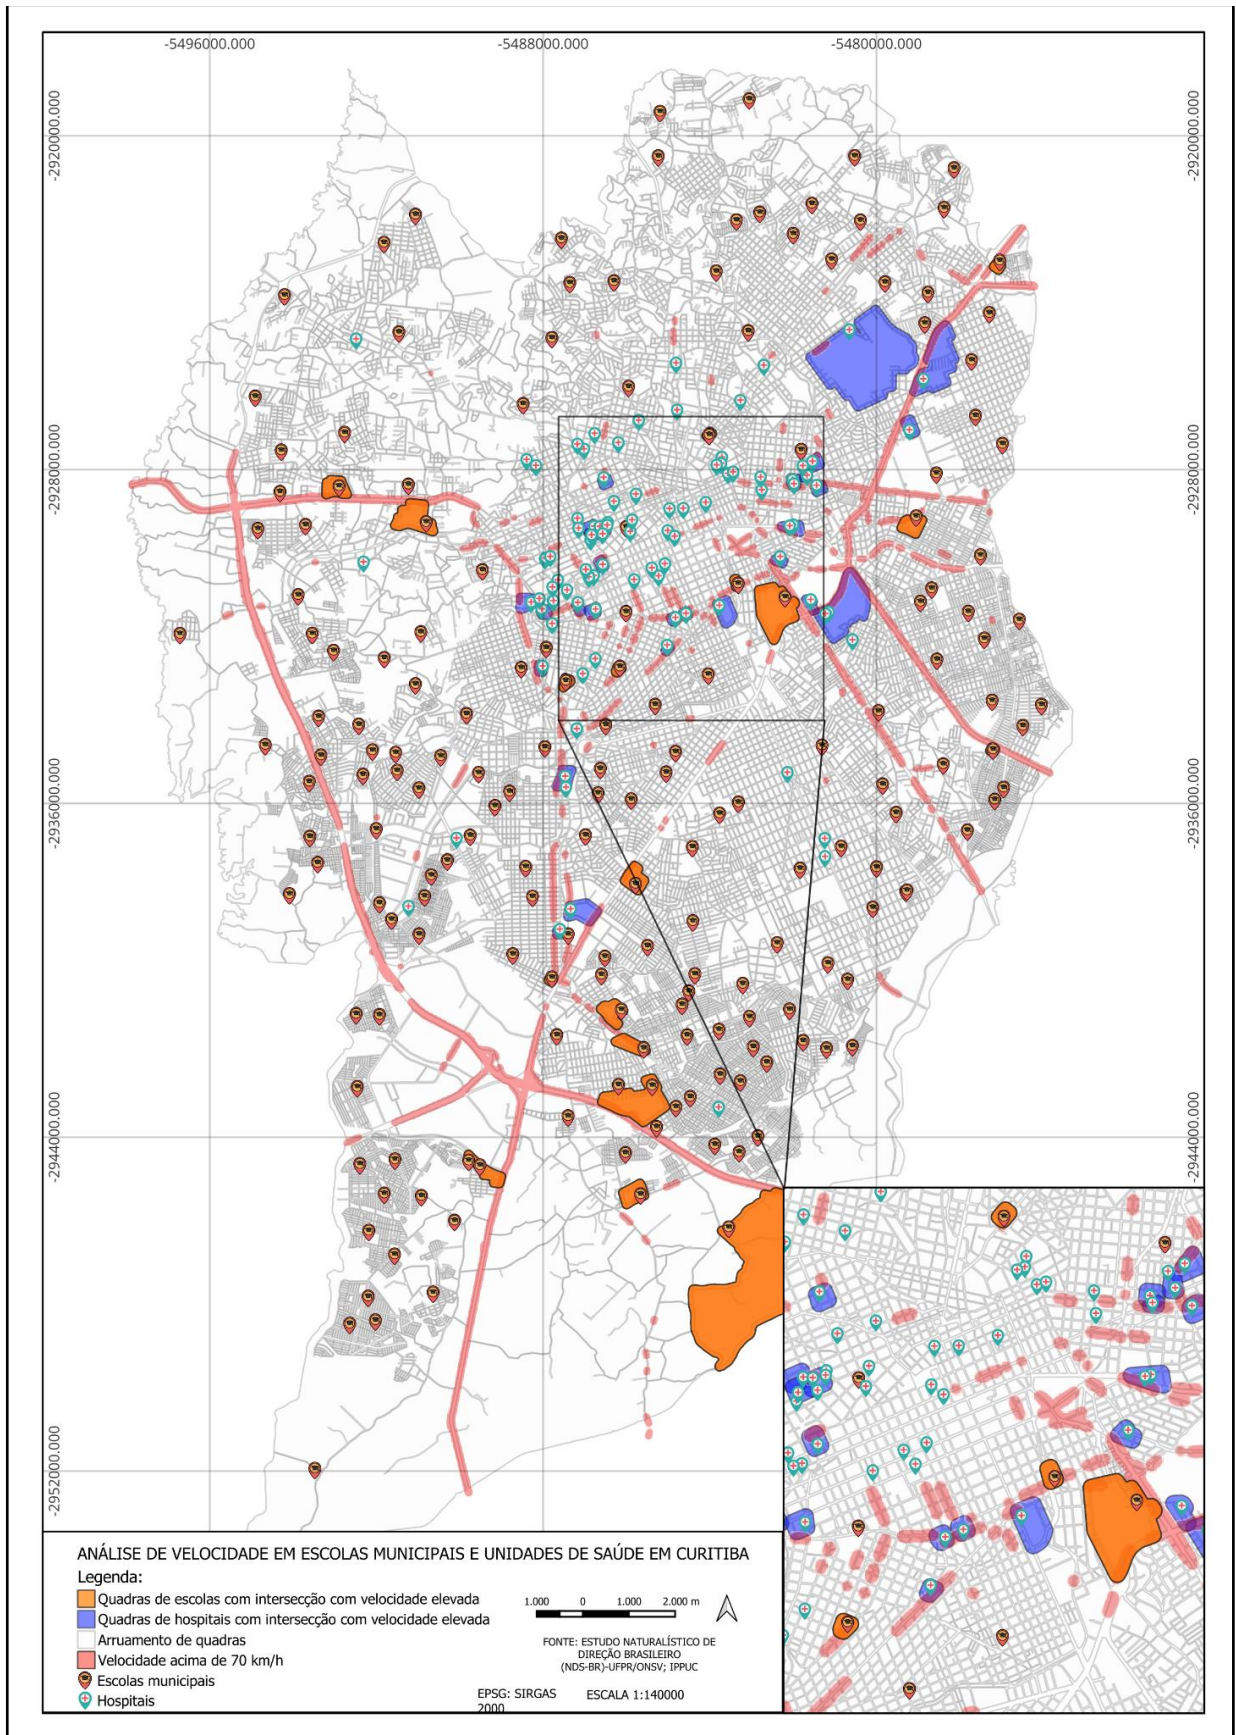 -5496000.000
-5488000.000
-5480000.000
-2920000.000
-2920000.000
-2928000.000
-2928000.000
-2936000.000
-2936000.000
-2944000.000
-2944000.000
-2952000.000
ANÁLISE DE VELOCIDADE EM ESCOLAS MUNICIPAIS E UNIDADES DE SAÚDE EM CURITIBA
Legenda:
Quadras de escolas com intersecção com velocidade elevada
Quadras de hospitais com intersecção com velocidade elevada
Arruamento de quadras
Velocidade acima de 70 km/h
Escolas municipais
Hospitais
1.000 0 1.000 2.000 m
FONTE: ESTUDO NATURALÍSTICO DE
DIREÇÃO BRASILEIRO
(NDS-BR)-UFPR/ONSV; IPPUC
EPSG: SIRGAS
2000
ESCALA 1:140000